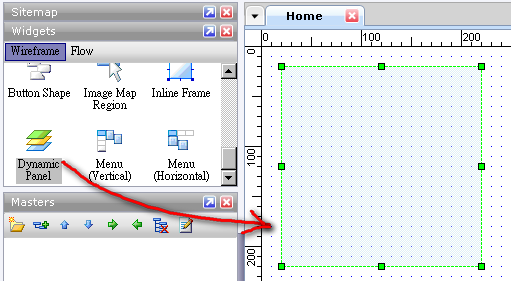 Sitemap
Widgets
Wireframe Flow
Button Shape
Image Map
Region
Inline Frame
Dynamic
Panel
Menu
(Vertical)
Menu
(Horizontal)
Masters
Home
0 100 200
0
100
200